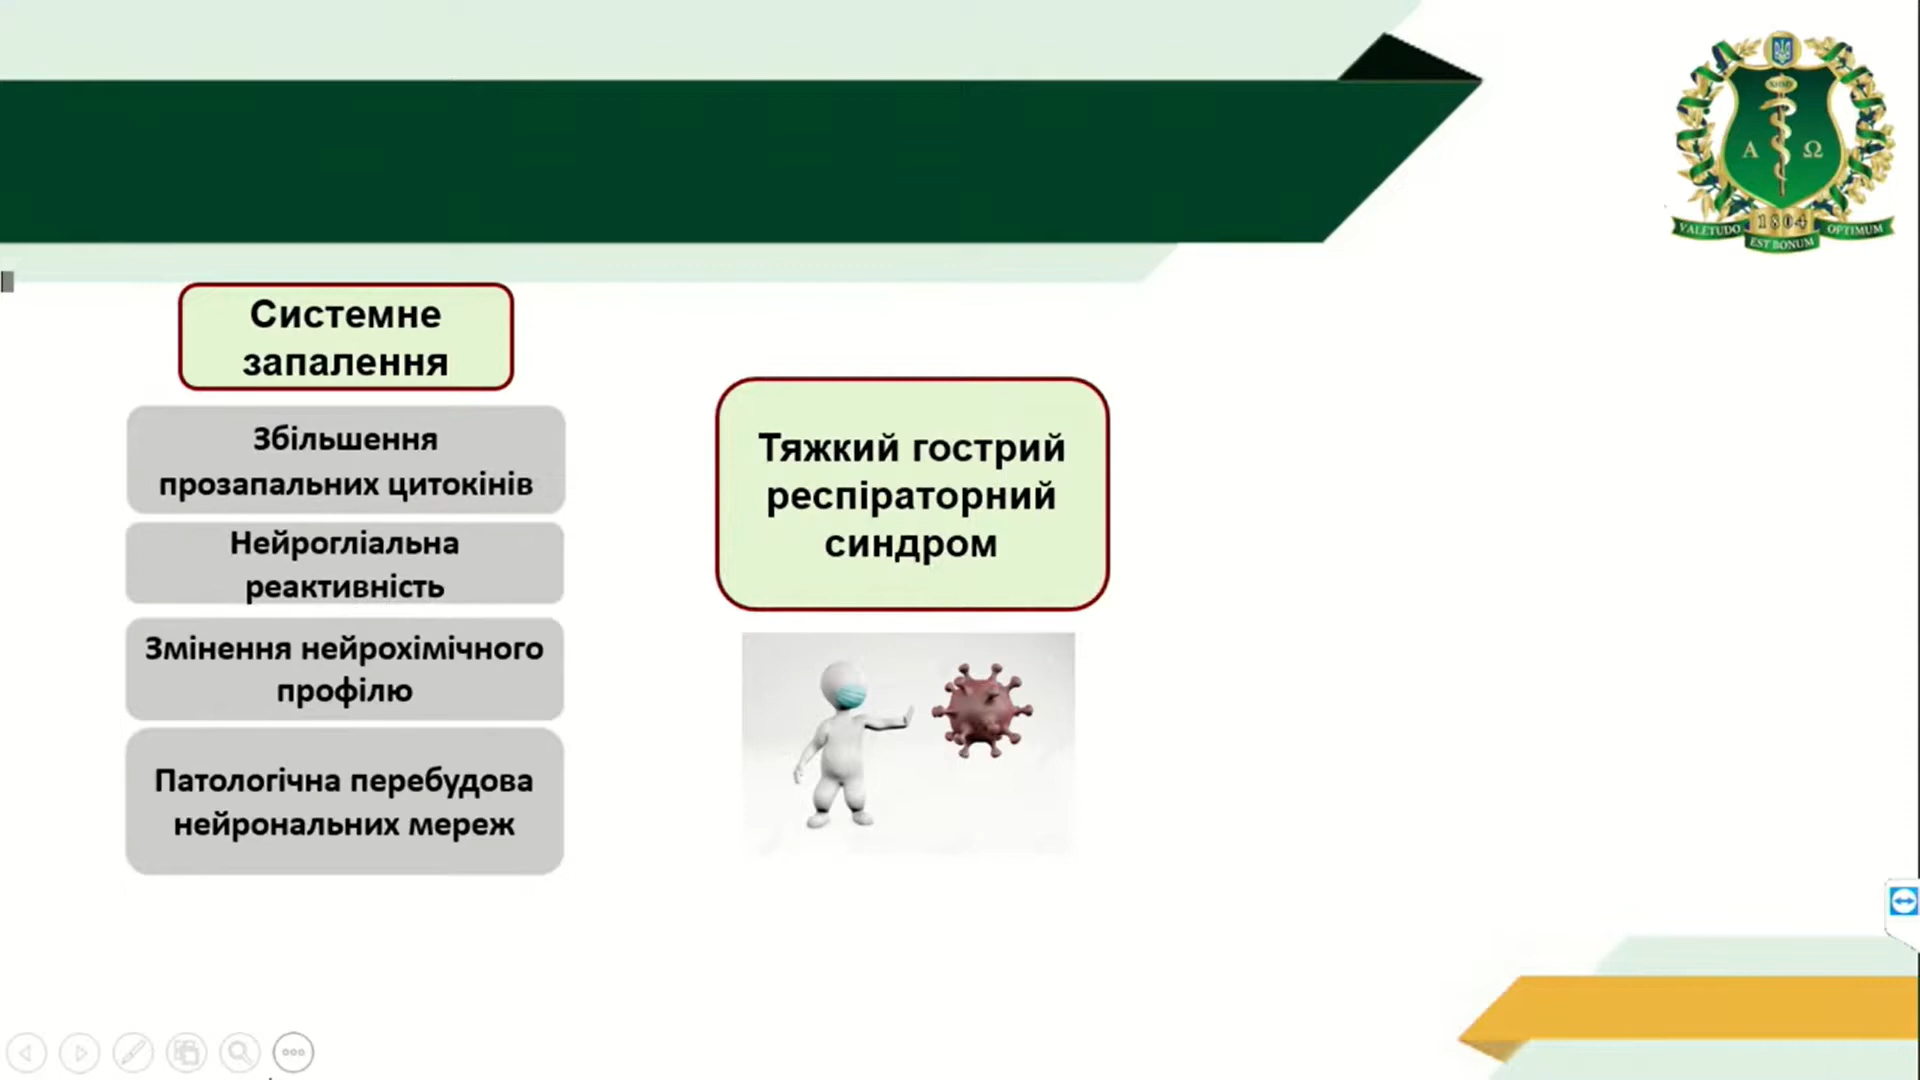 Системне
запалення
Збільшення
прозапальних цитокінів
Нейрогліальна
реактивність
Змінення нейрохімічного
профілю
Патологічна перебудова
нейрональних мереж
Тяжкий гострий
респіраторний
синдром
Α Ω
1804
VALETUDO EST BONUM OPTIMUM